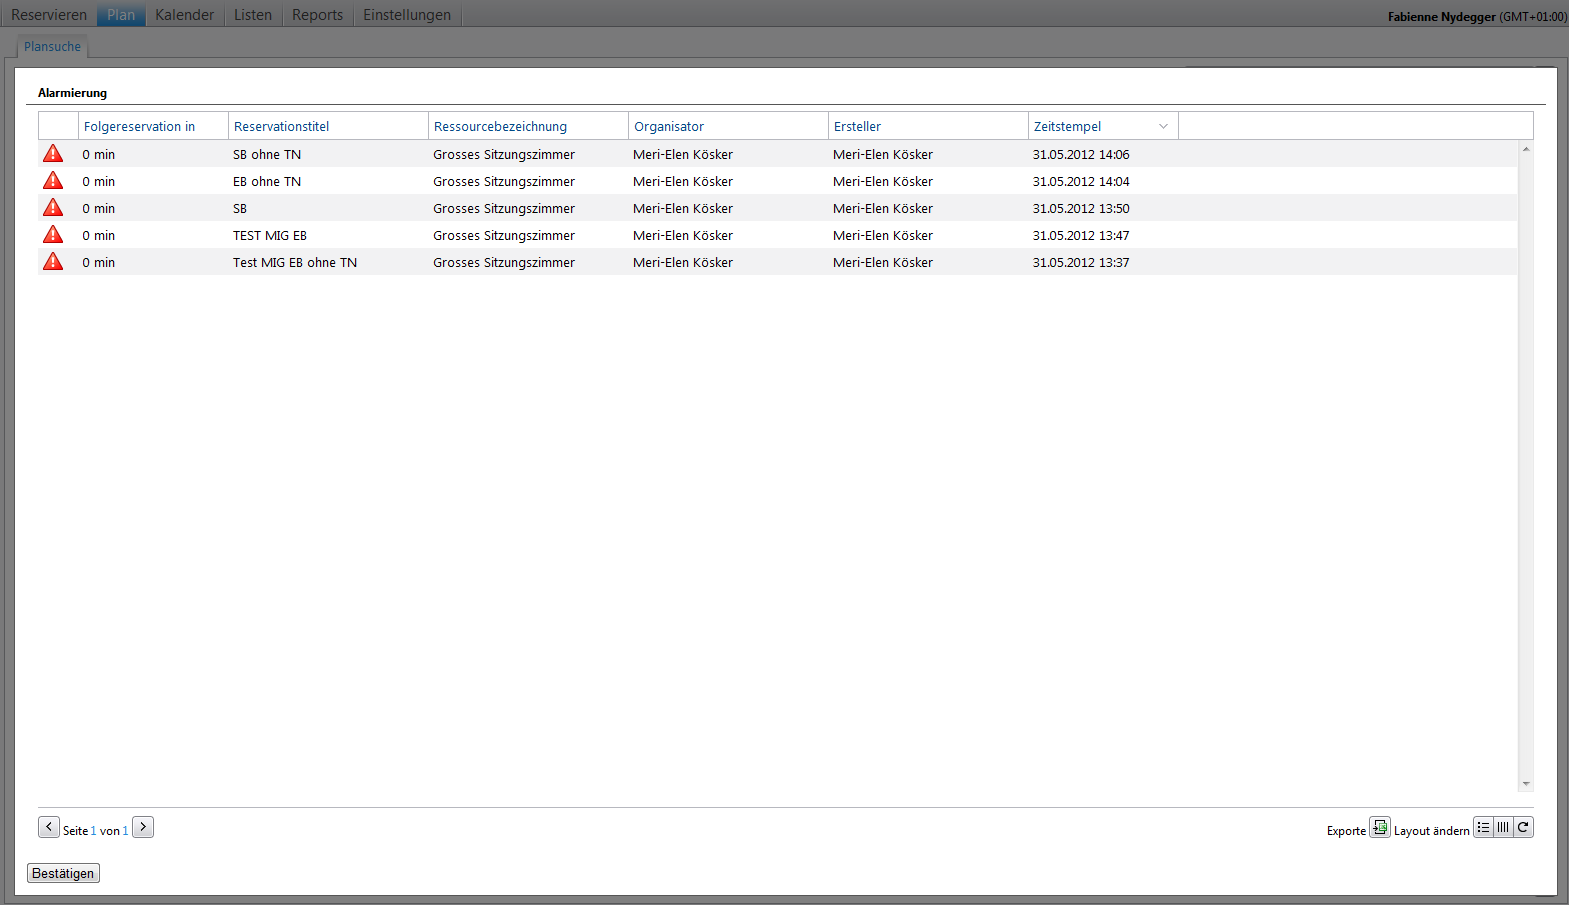 Reservieren Plan Kalender Listen Reports Einstellungen Fabienne Nydegger (GMT+01:00)
Plansuche
Alarmierung
Folgereservation in Reservationstitel Ressourcebezeichnung Organisator Ersteller Zeitstempel
0 min SB ohne TN Grosses Sitzungszimmer Meri-Elen Kösker Meri-Elen Kösker 31.05.2012 14:06
0 min EB ohne TN Grosses Sitzungszimmer Meri-Elen Kösker Meri-Elen Kösker 31.05.2012 14:04
0 min SB Grosses Sitzungszimmer Meri-Elen Kösker Meri-Elen Kösker 31.05.2012 13:50
0 min TEST MIG EB Grosses Sitzungszimmer Meri-Elen Kösker Meri-Elen Kösker 31.05.2012 13:47
0 min Test MIG EB ohne TN Grosses Sitzungszimmer Meri-Elen Kösker Meri-Elen Kösker 31.05.2012 13:37
Seite 1 von 1 Exporte Layout ändern
Bestätigen